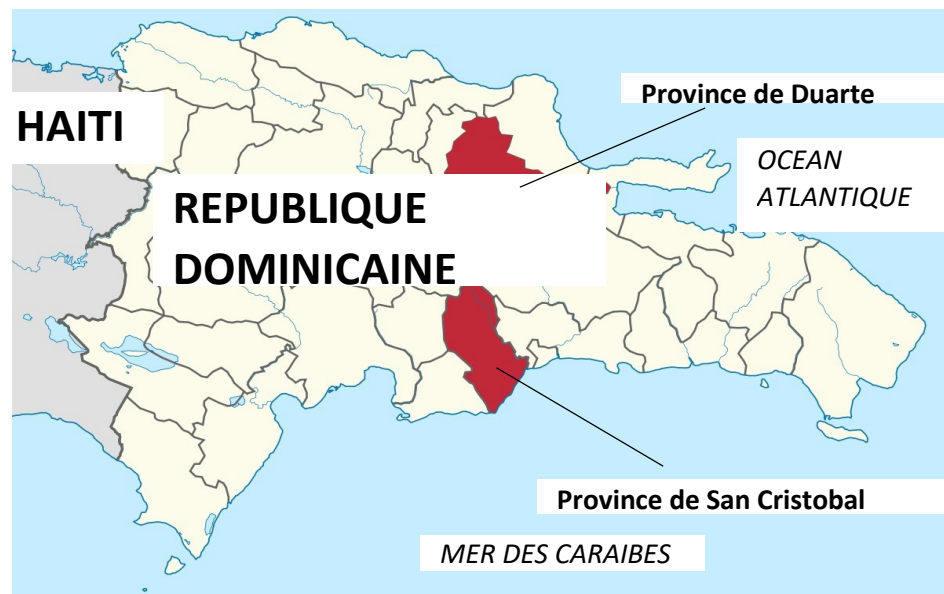 Province de Duarte
HAITI
OCEAN
ATLANTIQUE
REPUBLIQUE
DOMINICAINE
Province de San Cristobal
MER DES CARAIBES